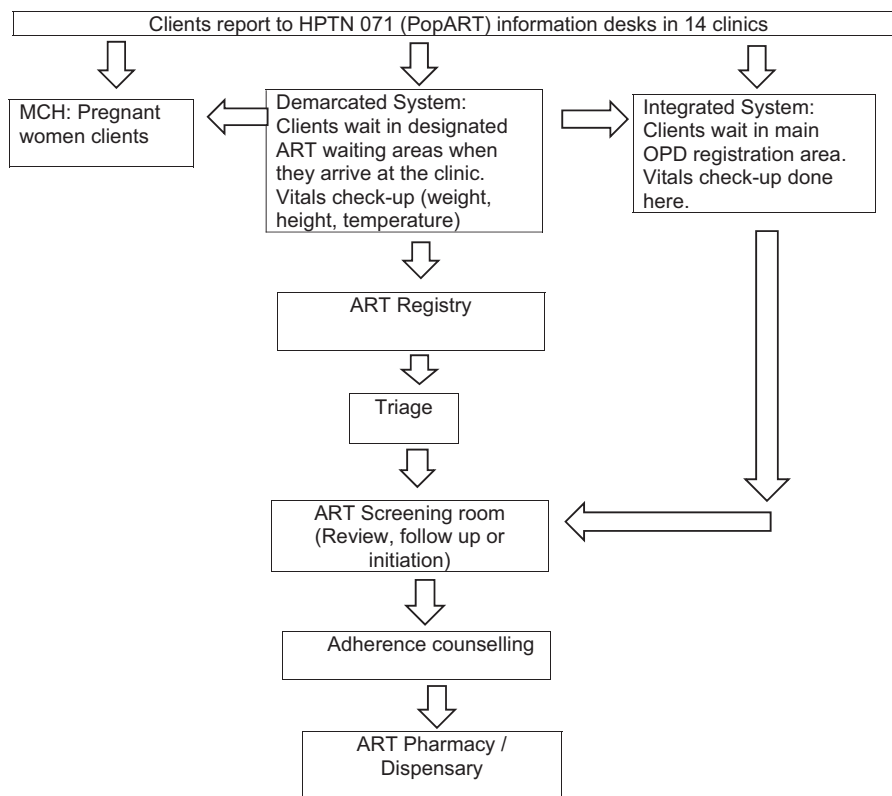 Clients report to HPTN 071 (PopART) information desks in 14 clinics
MCH: Pregnant
women clients
Demarcated System:
Clients wait in designated
ART waiting areas when
they arrive at the clinic.
Vitals check-up (weight,
height, temperature)
Integrated System:
Clients wait in main
OPD registration area.
Vitals check-up done
here.
ART Registry
Triage
ART Screening room
(Review, follow up or
initiation)
Adherence counselling
ART Pharmacy /
Dispensary